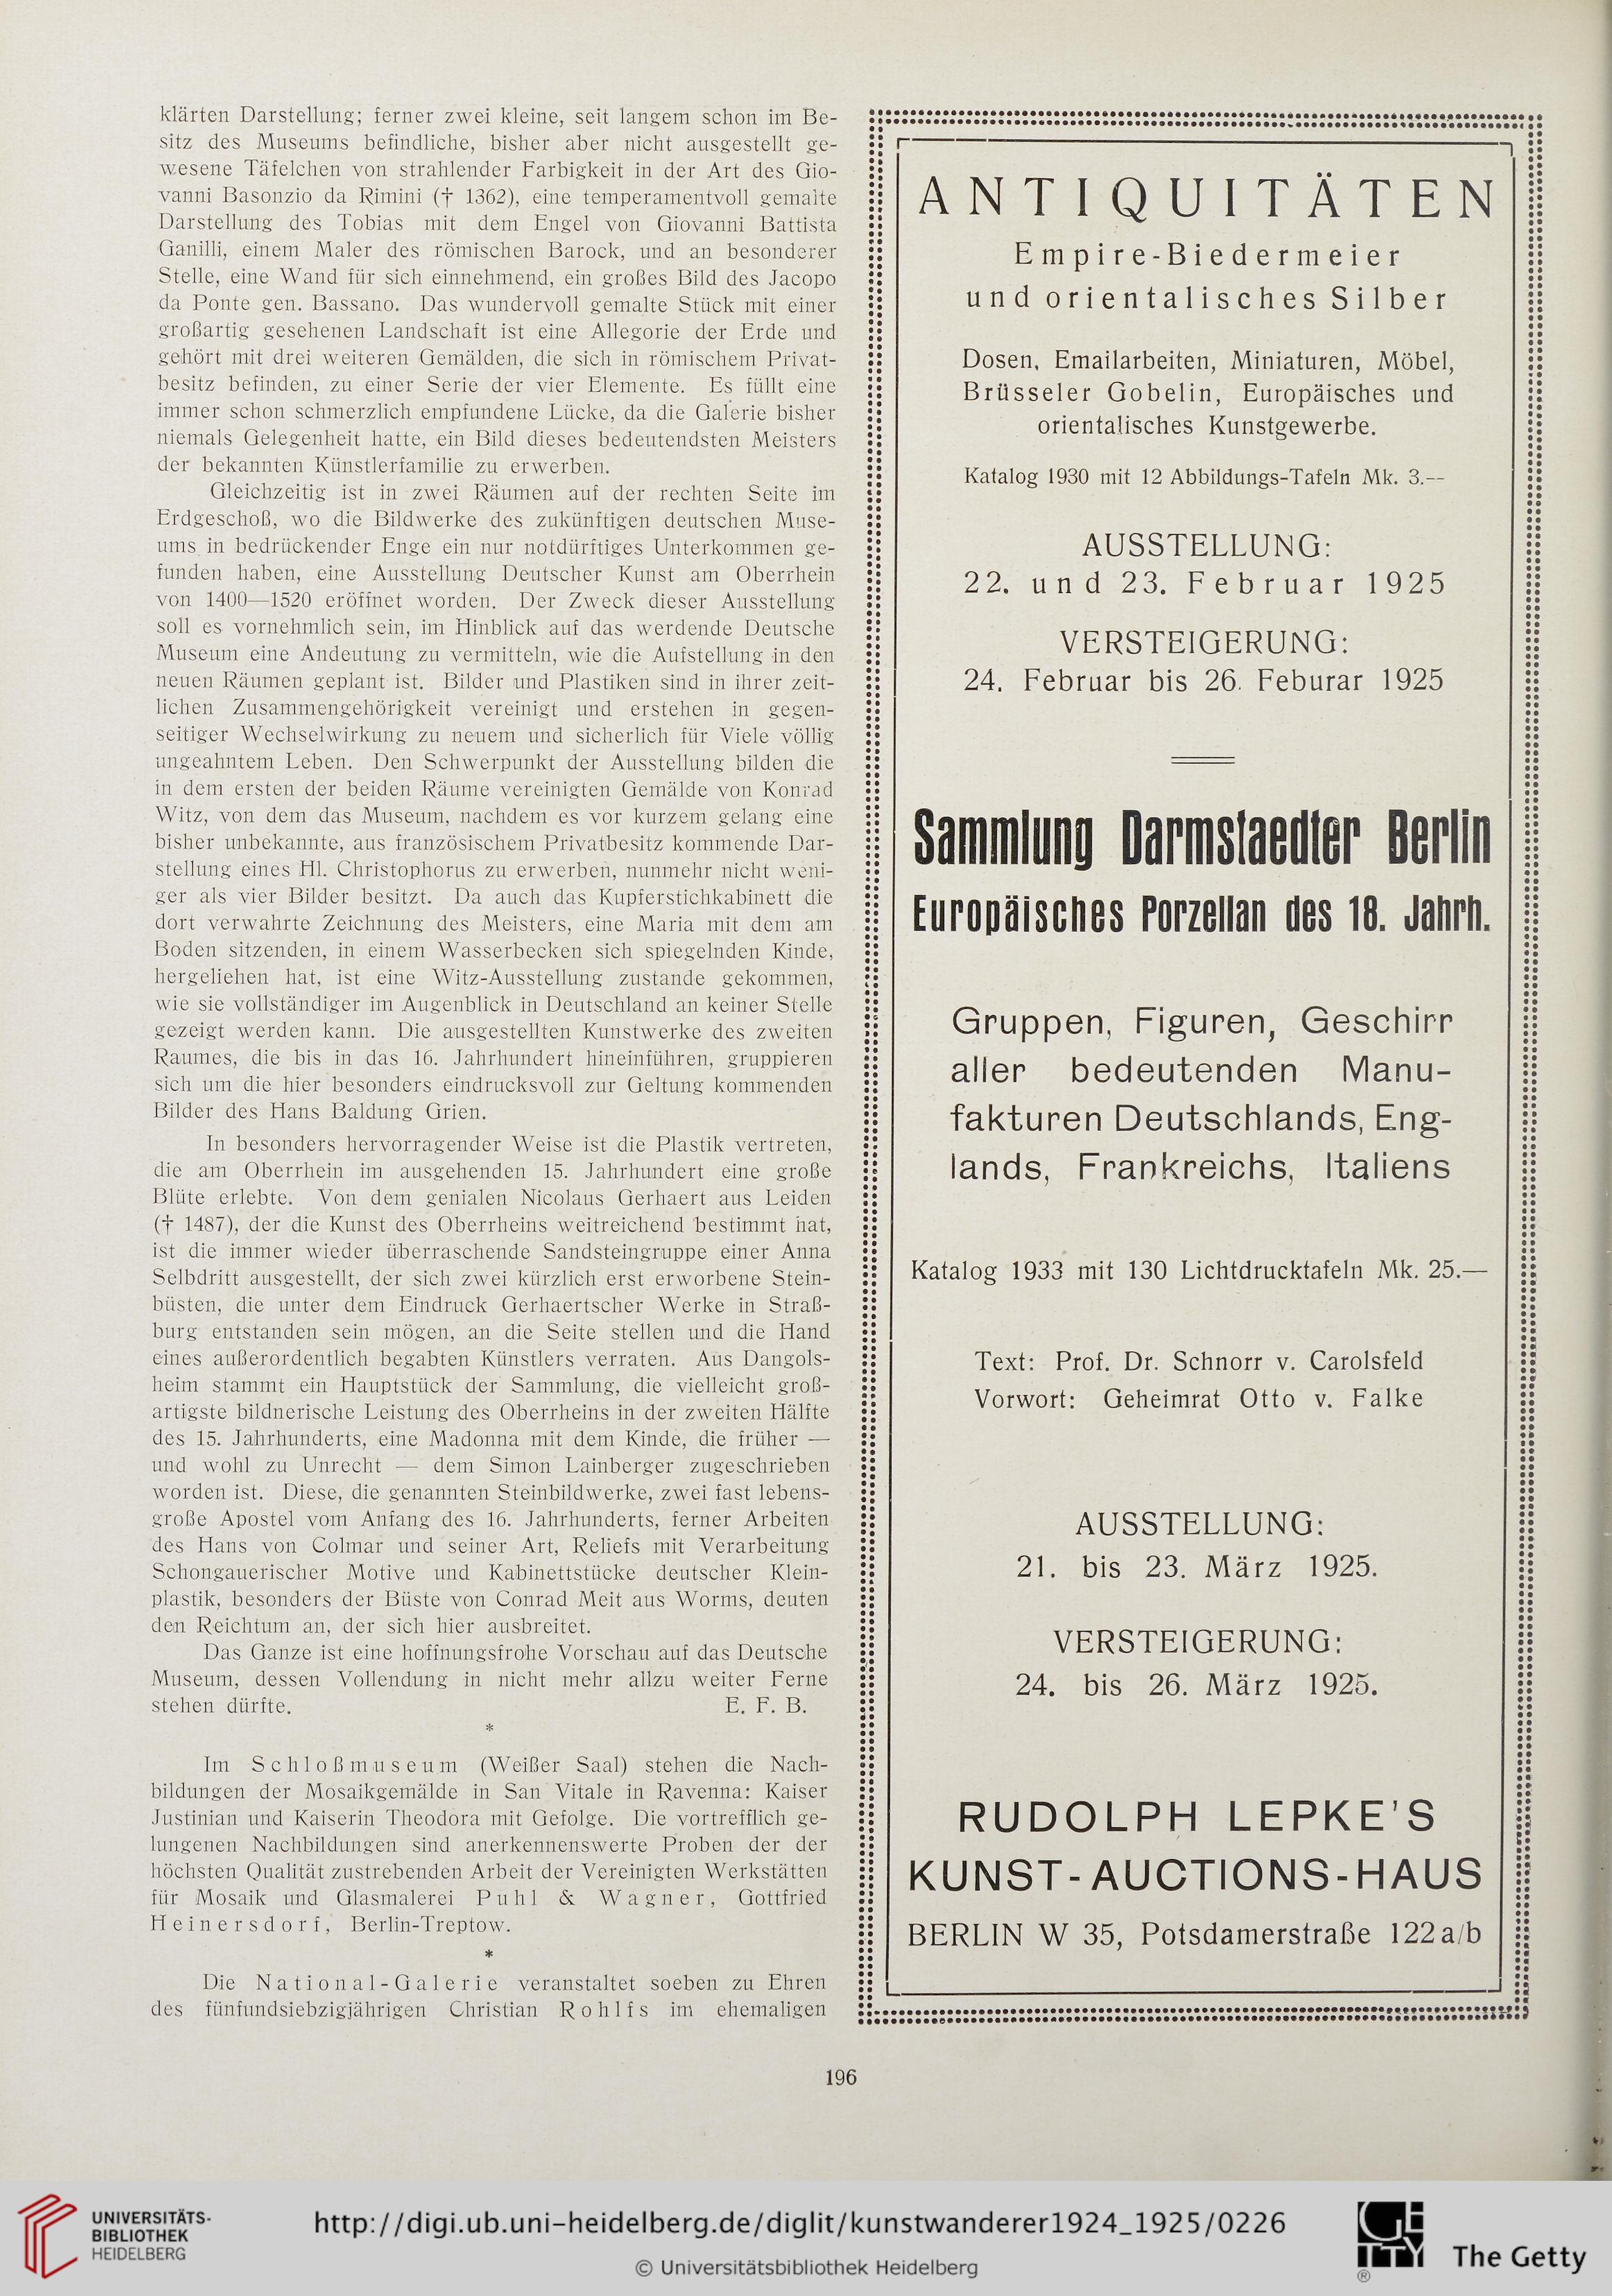 klärten Darstellung; ferner zwei kleine, seit langem schon im Be-
sitz des Museums befindliche, bisher aber nicht ausgestellt ge-
wesene Täfelchen von strahlender Farbigkeit in der Art des Gio-
vanni Basonzio da Rimini († 1362), eine temperamentvoll gemalte
Darstellung des Tobias mit dem Engel von Giovanni Battista
Ganilli, einem Maler des römischen Barock, und an besonderer
Stelle, eine Wand für sich einnehmend, ein großes Bild des Jacopo
da Ponte gen. Bassano. Das wundervoll gemalte Stück mit einer
großartig gesehenen Landschaft ist eine Allegorie der Erde und
gehört mit drei weiteren Gemälden, die sich in römischem Privat-
besitz befinden, zu einer Serie der vier Elemente. Es füllt eine
immer schon schmerzlich empfundene Lücke, da die Galerie bisher
niemals Gelegenheit hatte, ein Bild dieses bedeutendsten Meisters
der bekannten Künstlerfamilie zu erwerben.
Gleichzeitig ist in zwei Räumen auf der rechten Seite im
Erdgeschoß, wo die Bildwerke des zukünftigen deutschen Muse-
ums in bedrückender Enge ein nur notdürftiges Unterkommen ge-
funden haben, eine Ausstellung Deutscher Kunst am Oberrhein
von 1400—1520 eröffnet worden. Der Zweck dieser Ausstellung
soll es vornehmlich sein, im Hinblick auf das werdende Deutsche
Museum eine Andeutung zu vermitteln, wie die Aufstellung in den
neuen Räumen geplant ist. Bilder und Plastiken sind in ihrer zeit-
lichen Zusammengehörigkeit vereinigt und erstehen in gegen-
seitiger Wechselwirkung zu neuem und sicherlich für Viele völlig
ungeahntem Leben. Den Schwerpunkt der Ausstellung bilden die
in dem ersten der beiden Räume vereinigten Gemälde von Konrad
Witz, von dem das Museum, nachdem es vor kurzem gelang eine
bisher unbekannte, aus französischem Privatbesitz kommende Dar-
stellung eines Hl. Christophorus zu erwerben, nunmehr nicht weni-
ger als vier Bilder besitzt. Da auch das Kupferstichkabinett die
dort verwahrte Zeichnung des Meisters, eine Maria mit dem am
Boden sitzenden, in einem Wasserbecken sich spiegelnden Kinde,
hergeliehen hat, ist eine Witz-Ausstellung zustande gekommen,
wie sie vollständiger im Augenblick in Deutschland an keiner Stelle
gezeigt werden kann. Die ausgestellten Kunstwerke des zweiten
Raumes, die bis in das 16. Jahrhundert hineinführen, gruppieren
sich um die hier besonders eindrucksvoll zur Geltung kommenden
Bilder des Hans Baldung Grien.
In besonders hervorragender Weise ist die Plastik vertreten,
die am Oberrhein im ausgehenden 15. Jahrhundert eine große
Blüte erlebte. Von dem genialen Nicolaus Gerhaert aus Leiden
(† 1487), der die Kunst des Oberrheins weitreichend bestimmt hat,
ist die immer wieder überraschende Sandsteingruppe einer Anna
Selbdritt ausgestellt, der sich zwei kürzlich erst erworbene Stein-
büsten, die unter dem Eindruck Gerhaertscher Werke in Straß-
burg entstanden sein mögen, an die Seite stellen und die Hand
eines außerordentlich begabten Künstlers verraten. Aus Dangols-
heim stammt ein Hauptstück der Sammlung, die vielleicht groß-
artigste bildnerische Leistung des Oberrheins in der zweiten Hälfte
des 15. Jahrhunderts, eine Madonna mit dem Kinde, die früher —
und wohl zu Unrecht — dem Simon Lainberger zugeschrieben
worden ist. Diese, die genannten Steinbildwerke, zwei fast lebens-
große Apostel vom Anfang des 16. Jahrhunderts, ferner Arbeiten
des Hans von Colmar und seiner Art, Reliefs mit Verarbeitung
Schongauerischer Motive und Kabinettstücke deutscher Klein-
plastik, besonders der Büste von Conrad Meit aus Worms, deuten
den Reichtum an, der sich hier ausbreitet.
Das Ganze ist eine hoffnungsfrohe Vorschau auf das Deutsche
Museum, dessen Vollendung in nicht mehr allzu weiter Ferne
stehen dürfte. E. F. B.
*
Im Schloßmuseum (Weißer Saal) stehen die Nach-
bildungen der Mosaikgemälde in San Vitale in Ravenna: Kaiser
Justinian und Kaiserin Theodora mit Gefolge. Die vortrefflich ge-
lungenen Nachbildungen sind anerkennenswerte Proben der der
höchsten Qualität zustrebenden Arbeit der Vereinigten Werkstätten
für Mosaik und Glasmalerei Puhl & Wagner, Gottfried
Heinersdorf, Berlin-Treptow.
*
Die National-Galerie veranstaltet soeben zu Ehren
des fünfundsiebzigjährigen Christian Rohlfs im ehemaligen
ANTIQUITÄTEN
Empire-Biedermeier
und orientalisches Silber
Dosen, Emailarbeiten, Miniaturen, Möbel,
Brüsseler Gobelin, Europäisches und
orientalisches Kunstgewerbe.
Katalog 1930 mit 12 Abbildungs-Tafeln Mk. 3.—
AUSSTELLUNG:
22. und 23. Februar 1925
VERSTEIGERUNG:
24. Februar bis 26. Feburar 1925
Sammlung Darmstaedter Berlin
Europäisches Porzellan des 18. Jahrh.
Gruppen, Figuren, Geschirr
aller bedeutenden Manu-
fakturen Deutschlands, Eng-
lands, Frankreichs, Italiens
Katalog 1933 mit 130 Lichtdrucktafeln Mk. 25.—
Text: Prof. Dr. Schnorr v. Carolsfeld
Vorwort: Geheimrat Otto v. Falke
AUSSTELLUNG:
21. bis 23. März 1925.
VERSTEIGERUNG:
24. bis 26. März 1925.
RUDOLPH LEPKE'S
KUNST-AUCTIONS-HAUS
BERLIN W 35, Potsdamerstraße 122 a/b
196
UNIVERSITÄTS-
BIBLIOTHEK
HEIDELBERG
http://digi.ub.uni-heidelberg.de/diglit/kunstwanderer1924_1925/0226
© Universitätsbibliothek Heidelberg
GETTY
®
The Getty